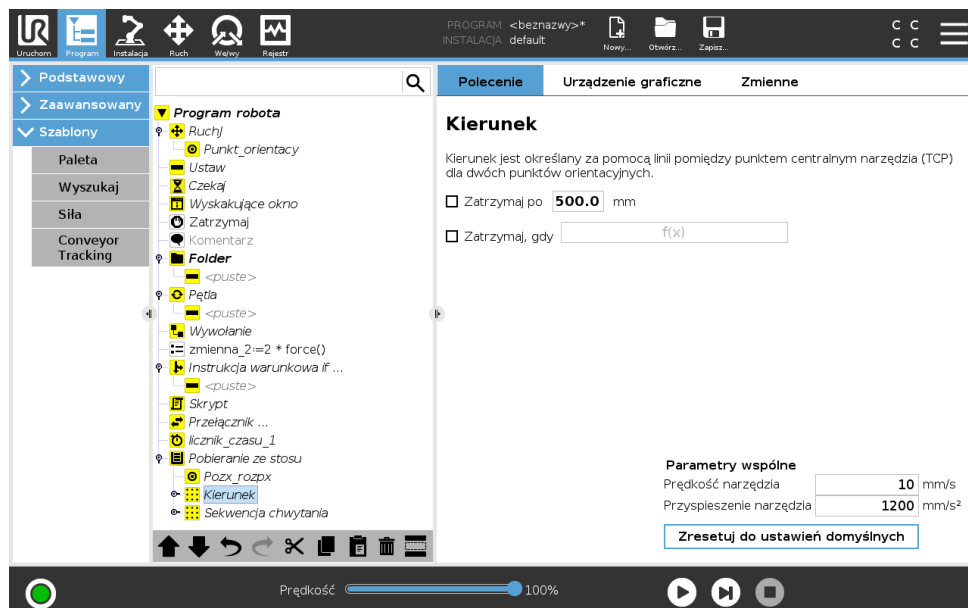 PROGRAM <beznazwy>*
INSTALACJA default
Uruchom
Program
Instalacja
Ruch
We/wy
Rejestr
Nowy...
Otwórz...
Zapisz...
C C
C C
Podstawowy
Zaawansowany
Szablony
Paleta
Wyszukaj
Siła
Conveyor
Tracking
Program robota
RuchJ
Punkt_orientacy
Ustaw
Czekaj
Wyskakujące okno
Zatrzymaj
Komentarz
Folder
<puste>
Pętla
<puste>
Wywołanie
zmienna_2:=2 * force()
Instrukcja warunkowa if ...
<puste>
Skrypt
Przełącznik ...
licznik_czasu_1
Pobieranie ze stosu
Pozx_rozpx
Kierunek
Sekwencja chwytania
Polecenie
Urządzenie graficzne
Zmienne
Kierunek
Kierunek jest określany za pomocą linii pomiędzy punktem centralnym narzędzia (TCP)
dla dwóch punktów orientacyjnych.
Zatrzymaj po 500.0 mm
Zatrzymaj, gdy f(x)
Parametry wspólne
Prędkość narzędzia 10 mm/s
Przyspieszenie narzędzia 1200 mm/s²
Zresetuj do ustawień domyślnych
Prędkość 100%